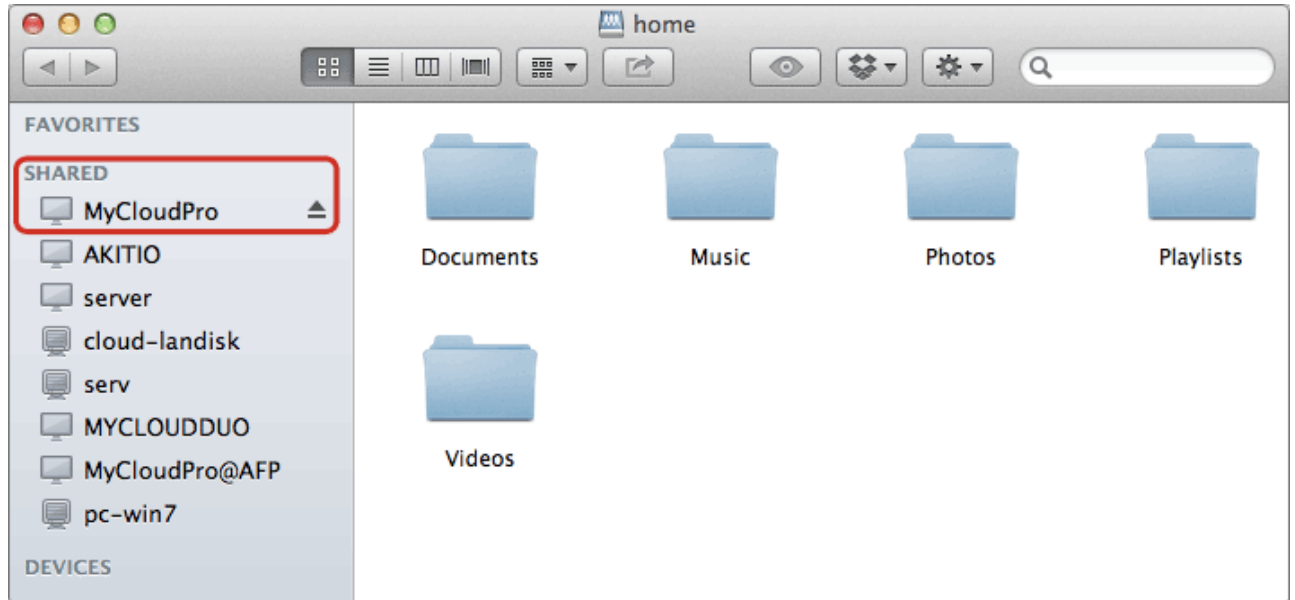 home
FAVORITES
SHARED
MyCloudPro
AKITIO
server
cloud-landisk
serv
MYCLOUDDUO
MyCloudPro@AFP
pc-win7
DEVICES
Documents Music Photos Playlists
Videos